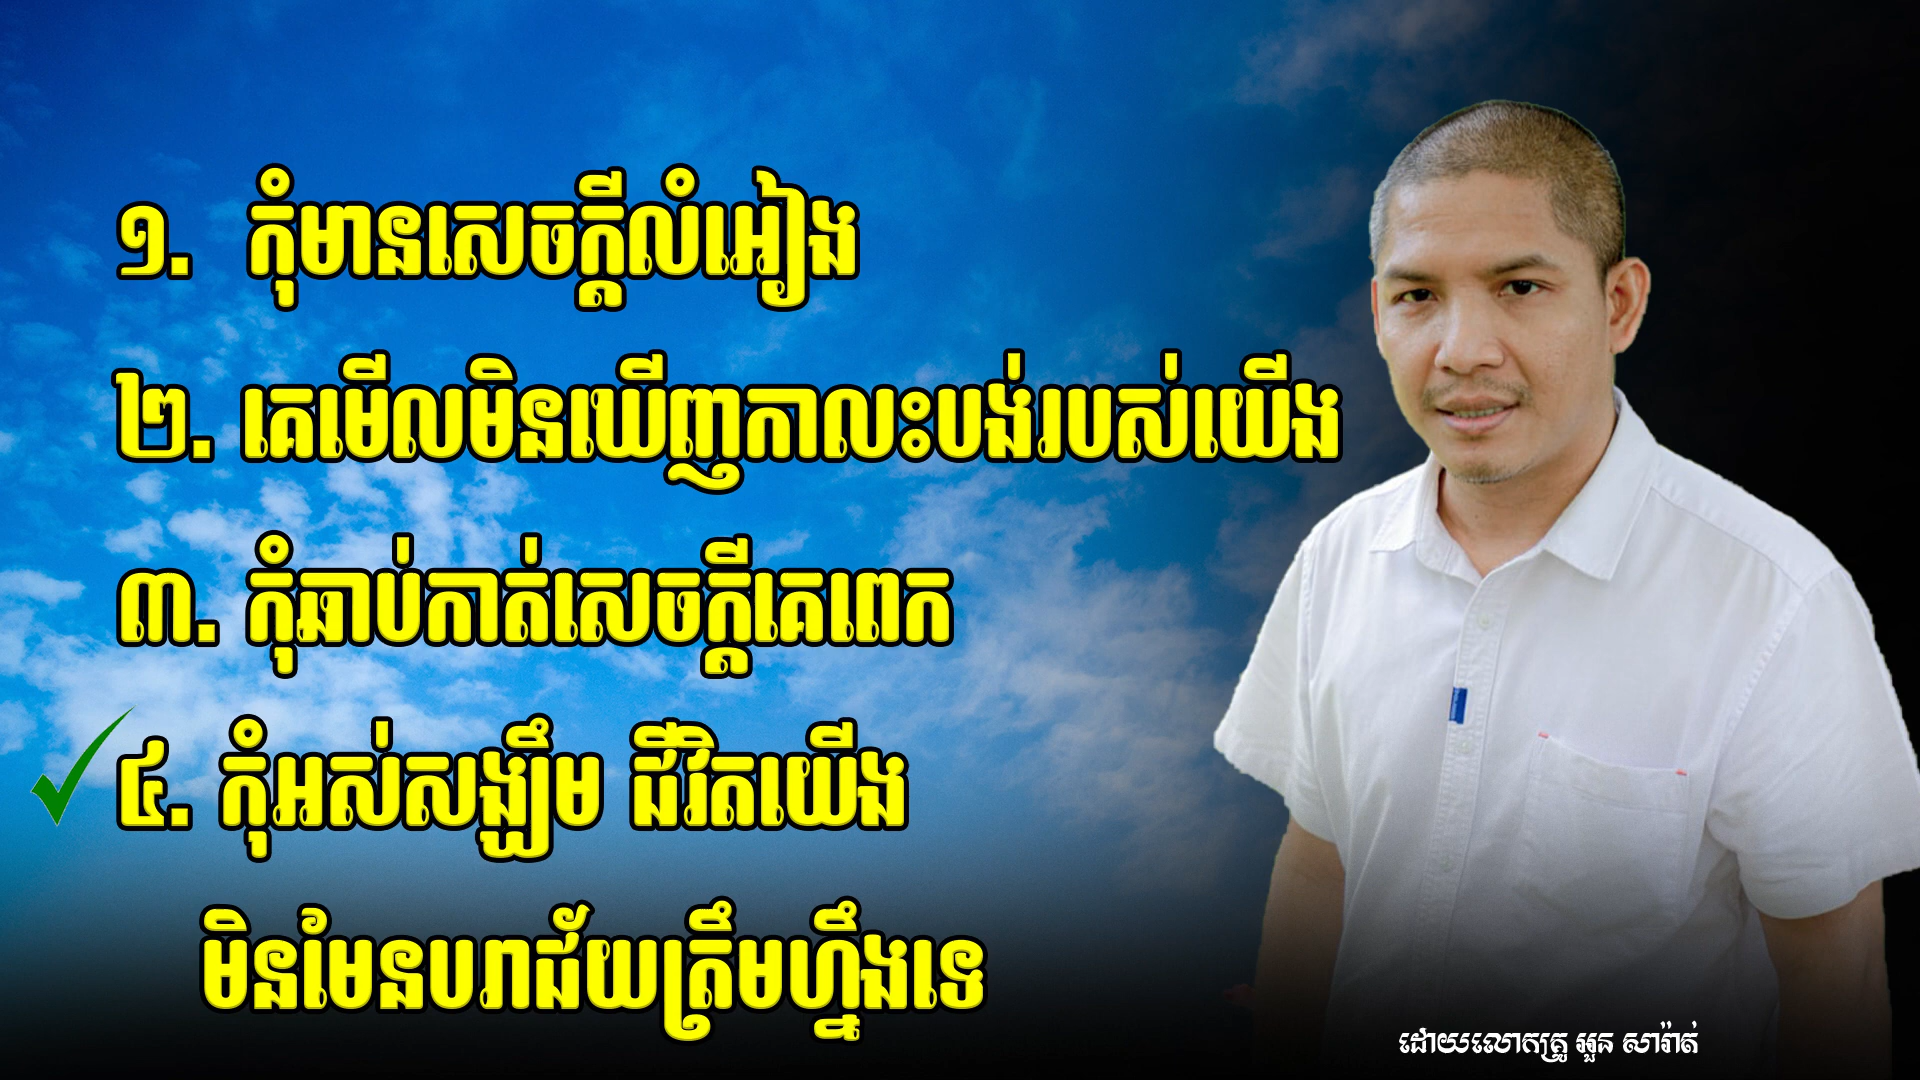 ១. កុំមានសេចក្ដីលំអៀង
២. គេមើលមិនឃើញកាលះបង់របស់យើង
៣. កុំឆាប់កាត់សេចក្ដីគេពេក
៤. កុំអស់សង្ឃឹម ជីវិតយើង
មិនមែនបរាជ័យត្រឹមហ្នឹងទេ
ដោយលោកគ្រូ អួន សារ៉ាត់